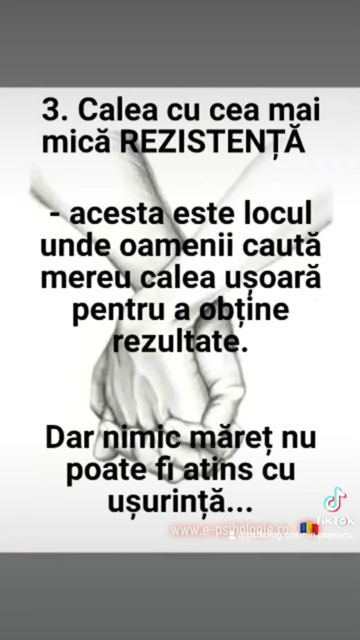 3. Calea cu cea mai
mică REZISTENȚĂ
- acesta este locul
unde oamenii caută
mereu calea ușoară
pentru a obține
rezultate.
Dar nimic măreț nu
poate fi atins cu
ușurință...
www.e-psihologie.ro
TikTok